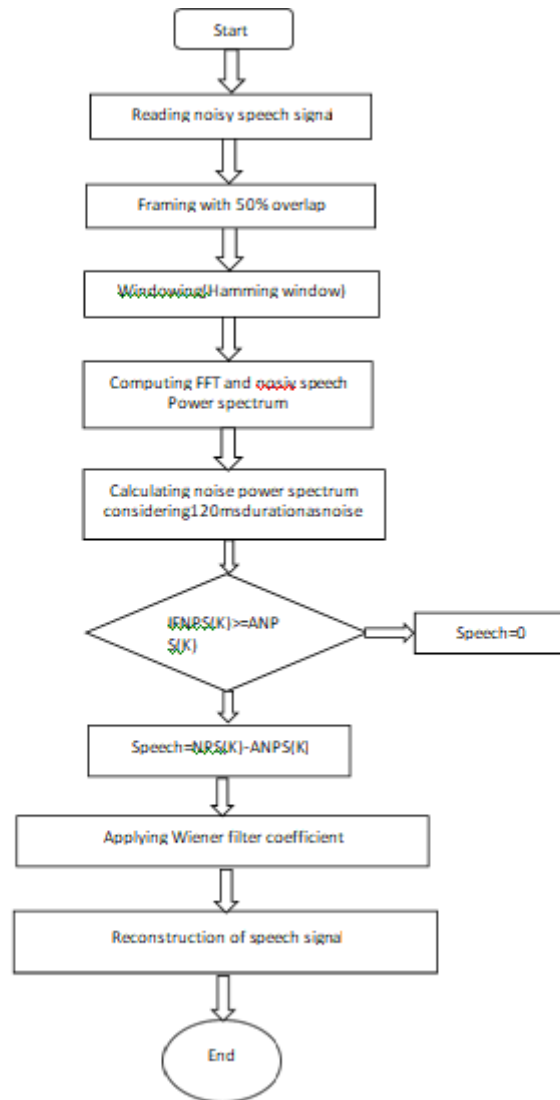 Start
Reading noisy speech signal
Framing with 50% overlap
Windowing(Hamming window)
Computing FFT and nosiy speech
Power spectrum
Calculating noise power spectrum
considering120msdurationasnoise
IFNPS(K)>=ANP
S(K)
Speech=0
Speech=NPS(K)-ANPS(K)
Applying Wiener filter coefficient
Reconstruction of speech signal
End